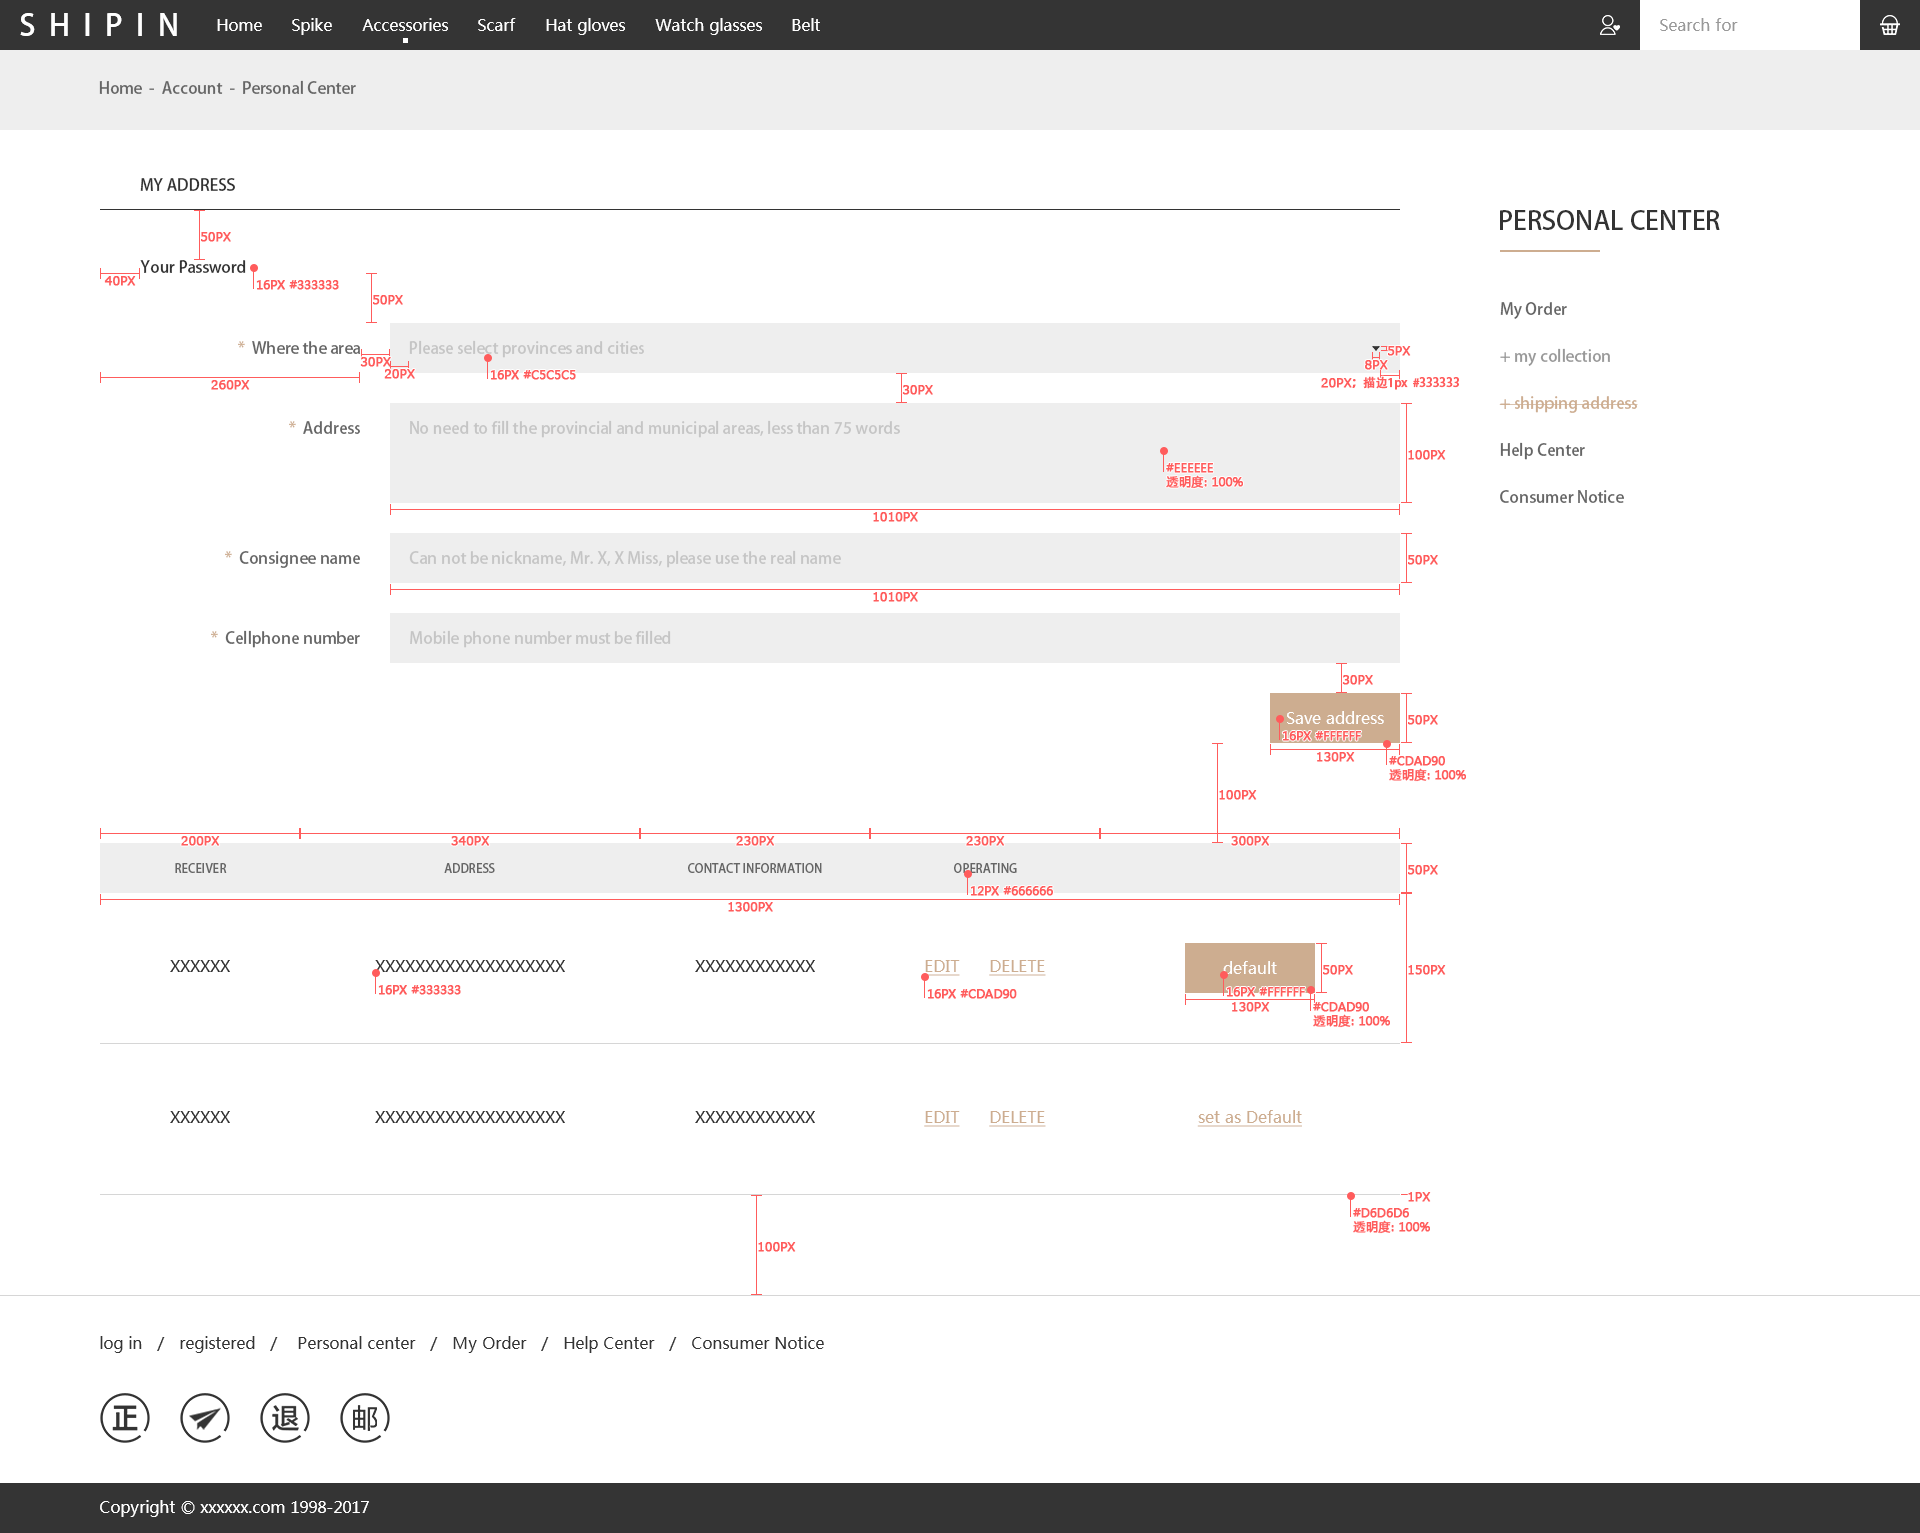 SHIPIN Home Spike Accessories Scarf Hat gloves Watch glasses Belt Search for
Home - Account - Personal Center
MY ADDRESS
PERSONAL CENTER
50PX
Your Password
40PX
16PX #333333
50PX
My Order
* Where the area
30PX
Please select provinces and cities
20PX
16PX #C5C5C5
5PX
8PX
20PX; 描边1px #333333
260PX
30PX
+ my collection
+ shipping address
* Address
No need to fill the provincial and municipal areas, less than 75 words
#EEEEEE
透明度: 100%
100PX
Help Center
Consumer Notice
1010PX
* Consignee name
Can not be nickname, Mr. X, X Miss, please use the real name
50PX
1010PX
* Cellphone number
Mobile phone number must be filled
30PX
Save address
16PX #FFFFFF
50PX
130PX
#CDAD90
透明度: 100%
100PX
200PX 340PX 230PX 230PX 300PX
RECEIVER ADDRESS CONTACT INFORMATION OPERATING
50PX
12PX #666666
1300PX
XXXXXX XXXXXXXXXXXXXXXXXXX XXXXXXXXXXXX EDIT DELETE default
16PX #333333
16PX #CDAD90
16PX #FFFFFF
50PX
150PX
130PX
#CDAD90
透明度: 100%
XXXXXX XXXXXXXXXXXXXXXXXXX XXXXXXXXXXXX EDIT DELETE set as Default
1PX
#D6D6D6
透明度: 100%
100PX
log in / registered / Personal center / My Order / Help Center / Consumer Notice
正 退 邮
Copyright © xxxxxx.com 1998-2017